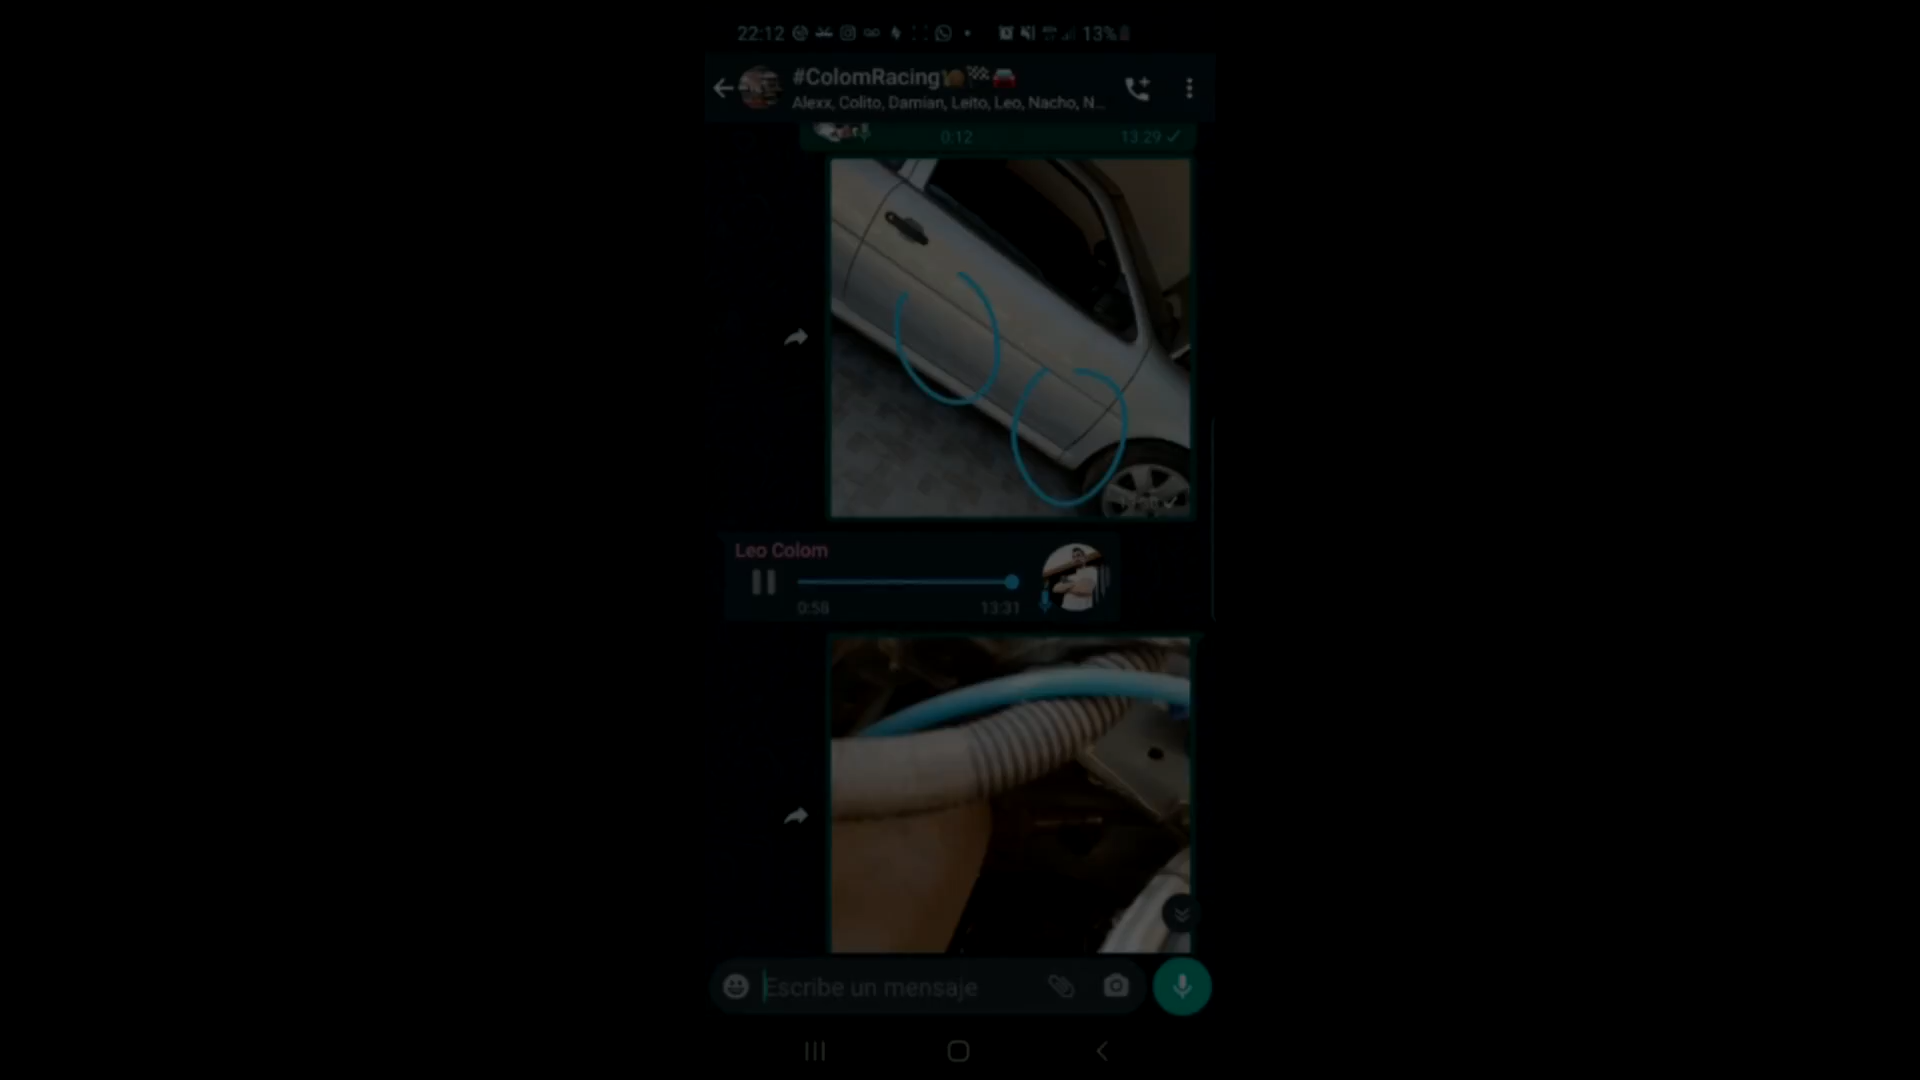 22:12 13%
#ColomRacing
Alexx, Colito, Damian, Leito, Leo, Nacho, N...
0:12 13:29
Leo Colom
0:58 13:31
Escribe un mensaje